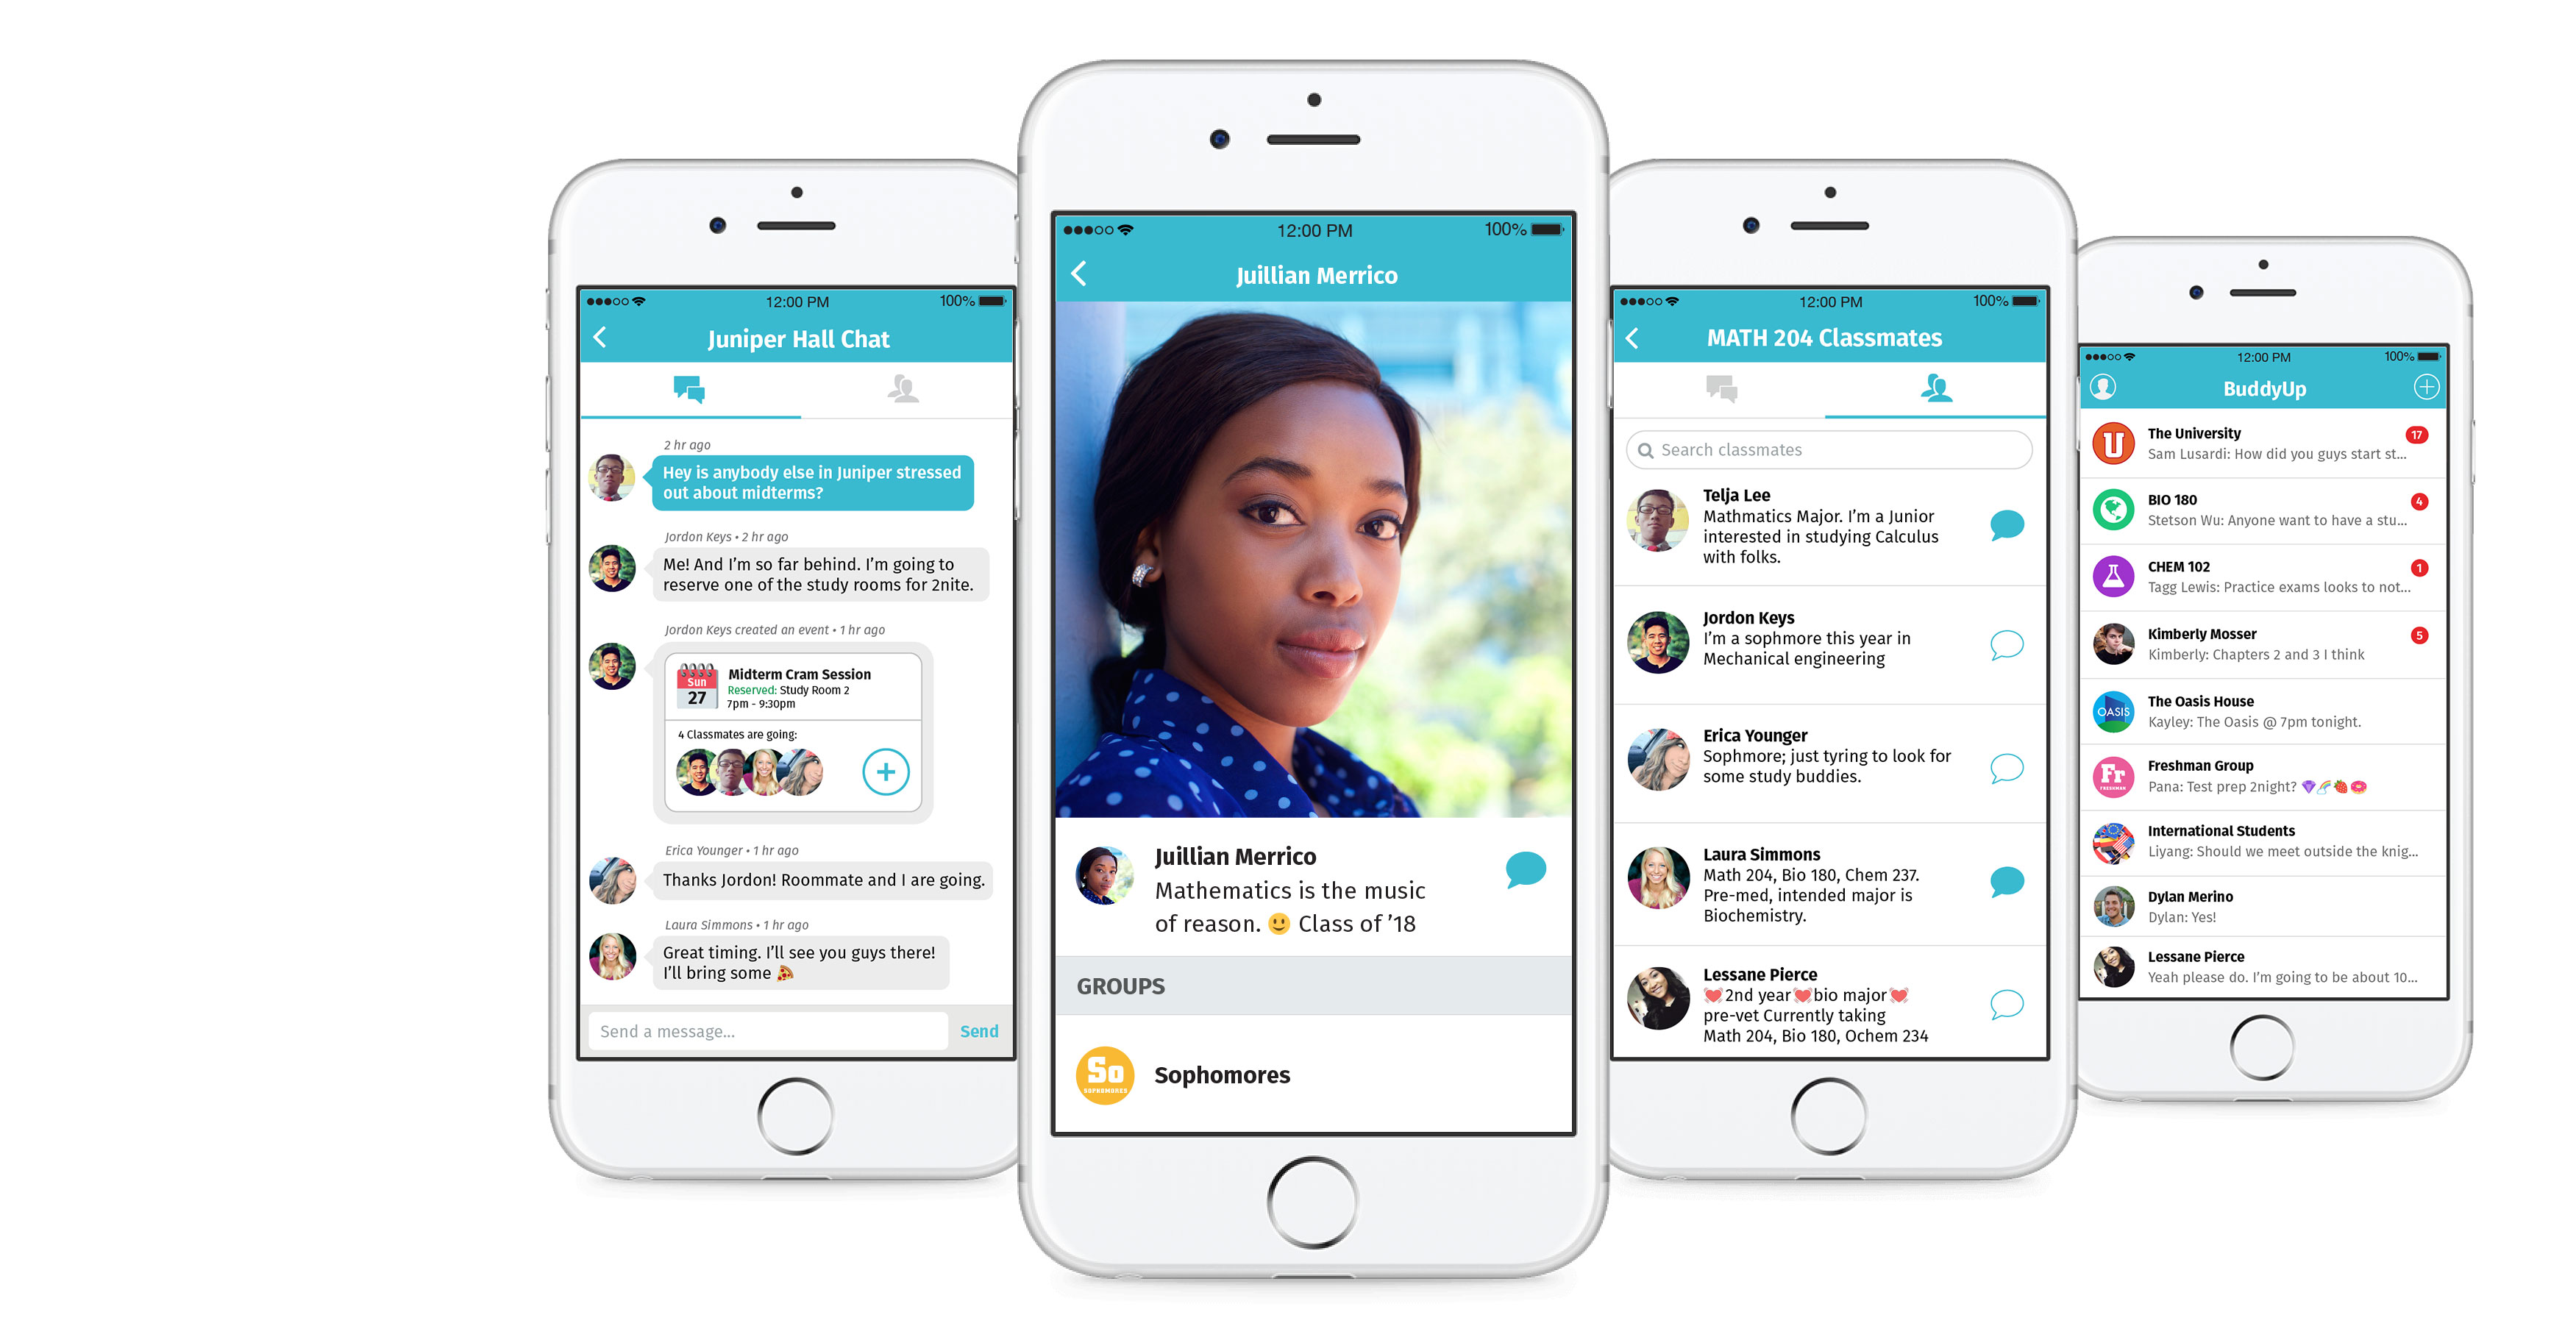 12:00 PM
100%
Juniper Hall Chat
2 hr ago
Hey is anybody else in Juniper stressed
out about midterms?
Jordon Keys • 2 hr ago
Me! And I'm so far behind. I'm going to
reserve one of the study rooms for 2nite.
Jordon Keys created an event • 1 hr ago
Sun
27
Midterm Cram Session
Reserved: Study Room 2
7pm - 9:30pm
4 Classmates are going:
Erica Younger • 1 hr ago
Thanks Jordon! Roommate and I are going.
Laura Simmons • 1 hr ago
Great timing. I'll see you guys there!
I'll bring some 🍕
Send a message...
Send
12:00 PM
100%
Juillian Merrico
Juillian Merrico
Mathematics is the music
of reason. 🙂 Class of '18
GROUPS
So
SOPHOMORES
Sophomores
12:00 PM
100%
MATH 204 Classmates
Search classmates
Telja Lee
Mathmatics Major. I'm a Junior
interested in studying Calculus
with folks.
Jordon Keys
I'm a sophmore this year in
Mechanical engineering
Erica Younger
Sophmore; just tyring to look for
some study buddies.
Laura Simmons
Math 204, Bio 180, Chem 237.
Pre-med, intended major is
Biochemistry.
Lessane Pierce
💓2nd year💓bio major💓
pre-vet Currently taking
Math 204, Bio 180, Ochem 234
12:00 PM
100%
BuddyUp
U
The University
17
Sam Lusardi: How did you guys start st...
BIO 180
4
Stetson Wu: Anyone want to have a stu...
CHEM 102
1
Tagg Lewis: Practice exams looks to not...
Kimberly Mosser
5
Kimberly: Chapters 2 and 3 I think
OASIS
The Oasis House
Kayley: The Oasis @ 7pm tonight.
Fr
FRESHMAN
Freshman Group
Pana: Test prep 2night? 💎🌈🍓🍩
International Students
Liyang: Should we meet outside the knig...
Dylan Merino
Dylan: Yes!
Lessane Pierce
Yeah please do. I'm going to be about 10...